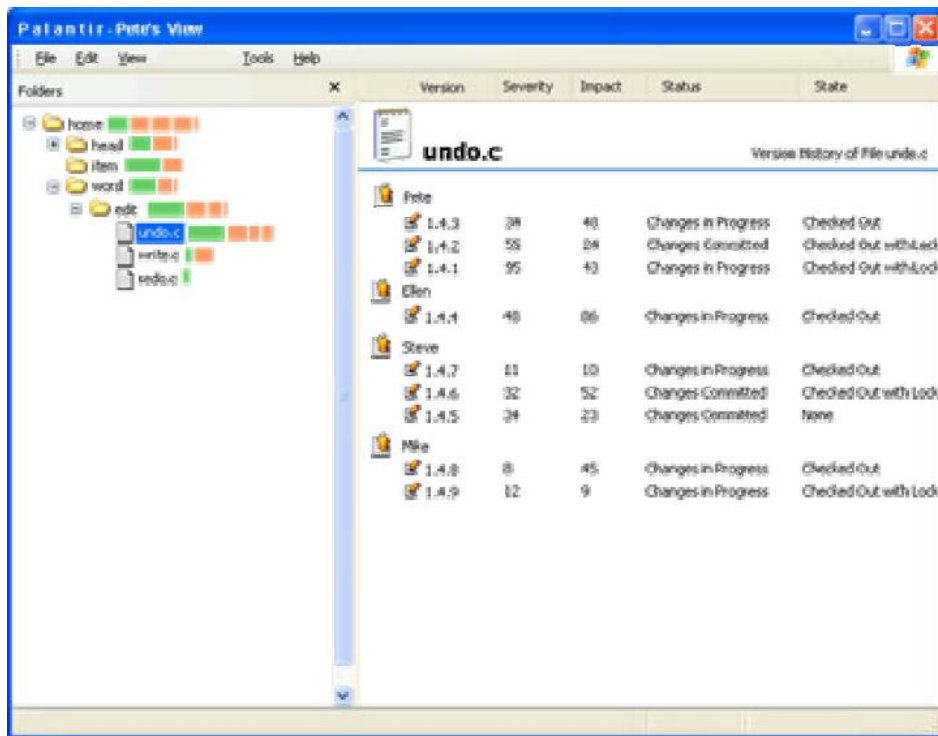 Palantir - Pete's View
File Edit View Tools Help
Folders
Version Severity Impact Status State
home
head
item
word
edit
undo.c
write.c
redo.c
undo.c Version History of File undo.c
Pete
1.4.3 34 Changes in Progress Checked Out
1.4.2 55 24 Changes Committed Checked Out with Lock
1.4.1 95 43 Changes in Progress Checked Out with Lock
Ellen
1.4.4 86 Changes in Progress Checked Out
Steve
1.4.7 11 10 Changes in Progress Checked Out
1.4.6 32 52 Changes Committed Checked Out with Lock
1.4.5 34 23 Changes Committed None
Mike
1.4.8 8 45 Changes in Progress Checked Out
1.4.9 12 9 Changes in Progress Checked Out with Lock